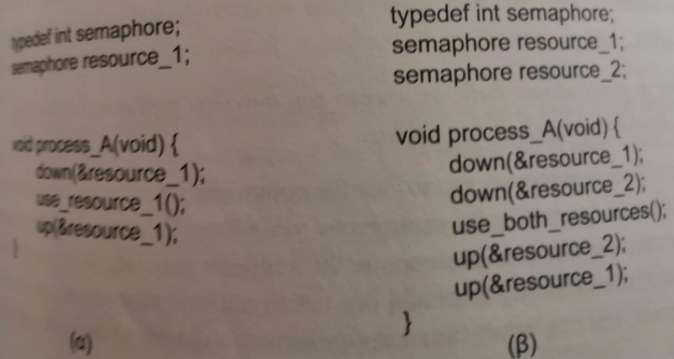 typedef int semaphore;
semaphore resource_1;
void process_A(void) {
down(&resource_1);
use_resource_1();
up(&resource_1);
}
(α)
typedef int semaphore;
semaphore resource_1;
semaphore resource_2;
void process_A(void) {
down(&resource_1);
down(&resource_2);
use_both_resources();
up(&resource_2);
up(&resource_1);
}
(β)